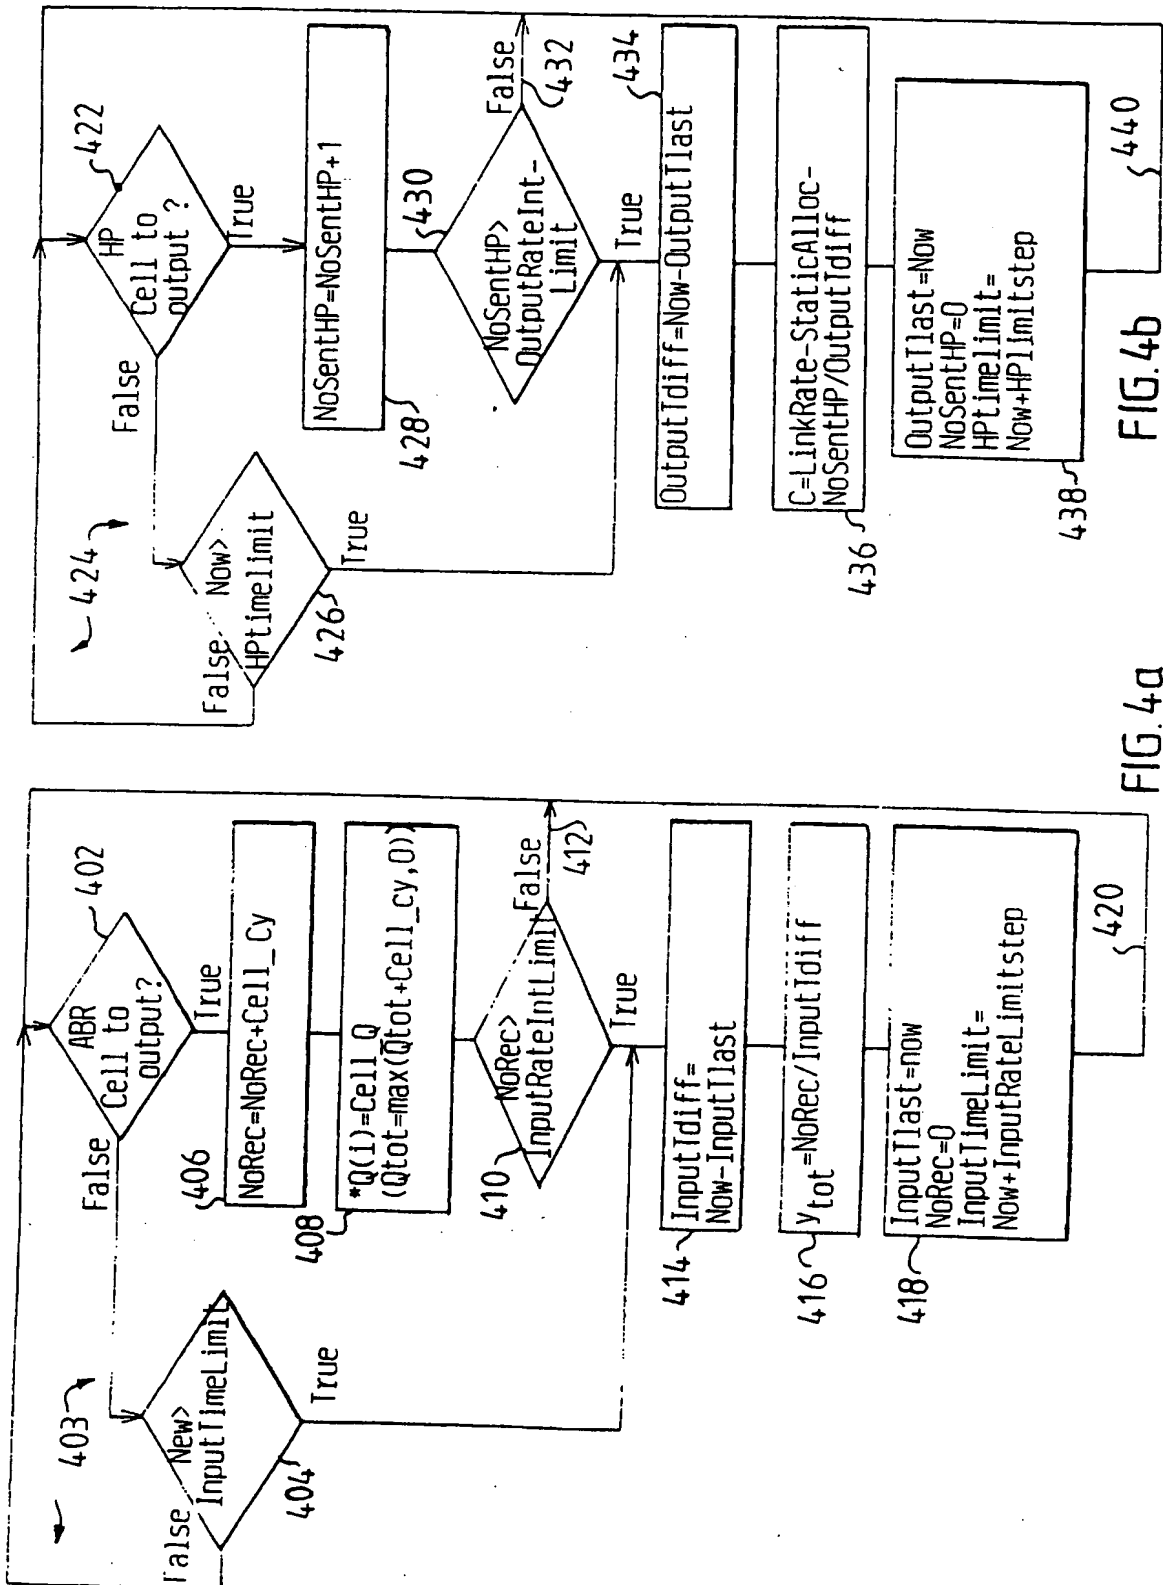 403
402
ABR
Cell to
output?
False
True
New>
InputTimeLimit
404
False
True
406
NoRec=NoRec+Cell_Cy
408
*Q(i)=Cell Q
(Qtot=max(Qtot+Cell_cy,0))
410
NoRec>
InputRateIntLimit
False
412
True
414
InputTdiff=
Now-InputTlast
416
ytot=NoRec/InputTdiff
418
InputTlast=now
NoRec=0
InputTimeLimit=
Now+InputRateLimitstep
420
FIG. 4a
424
422
HP
Cell to
output?
False
True
Now>
HPtimelimit
426
False
True
428
NoSentHP=NoSentHP+1
430
NoSentHP>
OutputRateInt-
Limit
False
432
True
434
OutputTdiff=Now-OutputTlast
436
C=LinkRate-StaticAlloc-
NoSentHP/OutputTdiff
438
OutputTlast=Now
NoSentHP=0
HPtimelimit=
Now+HPlimitstep
440
FIG. 4b